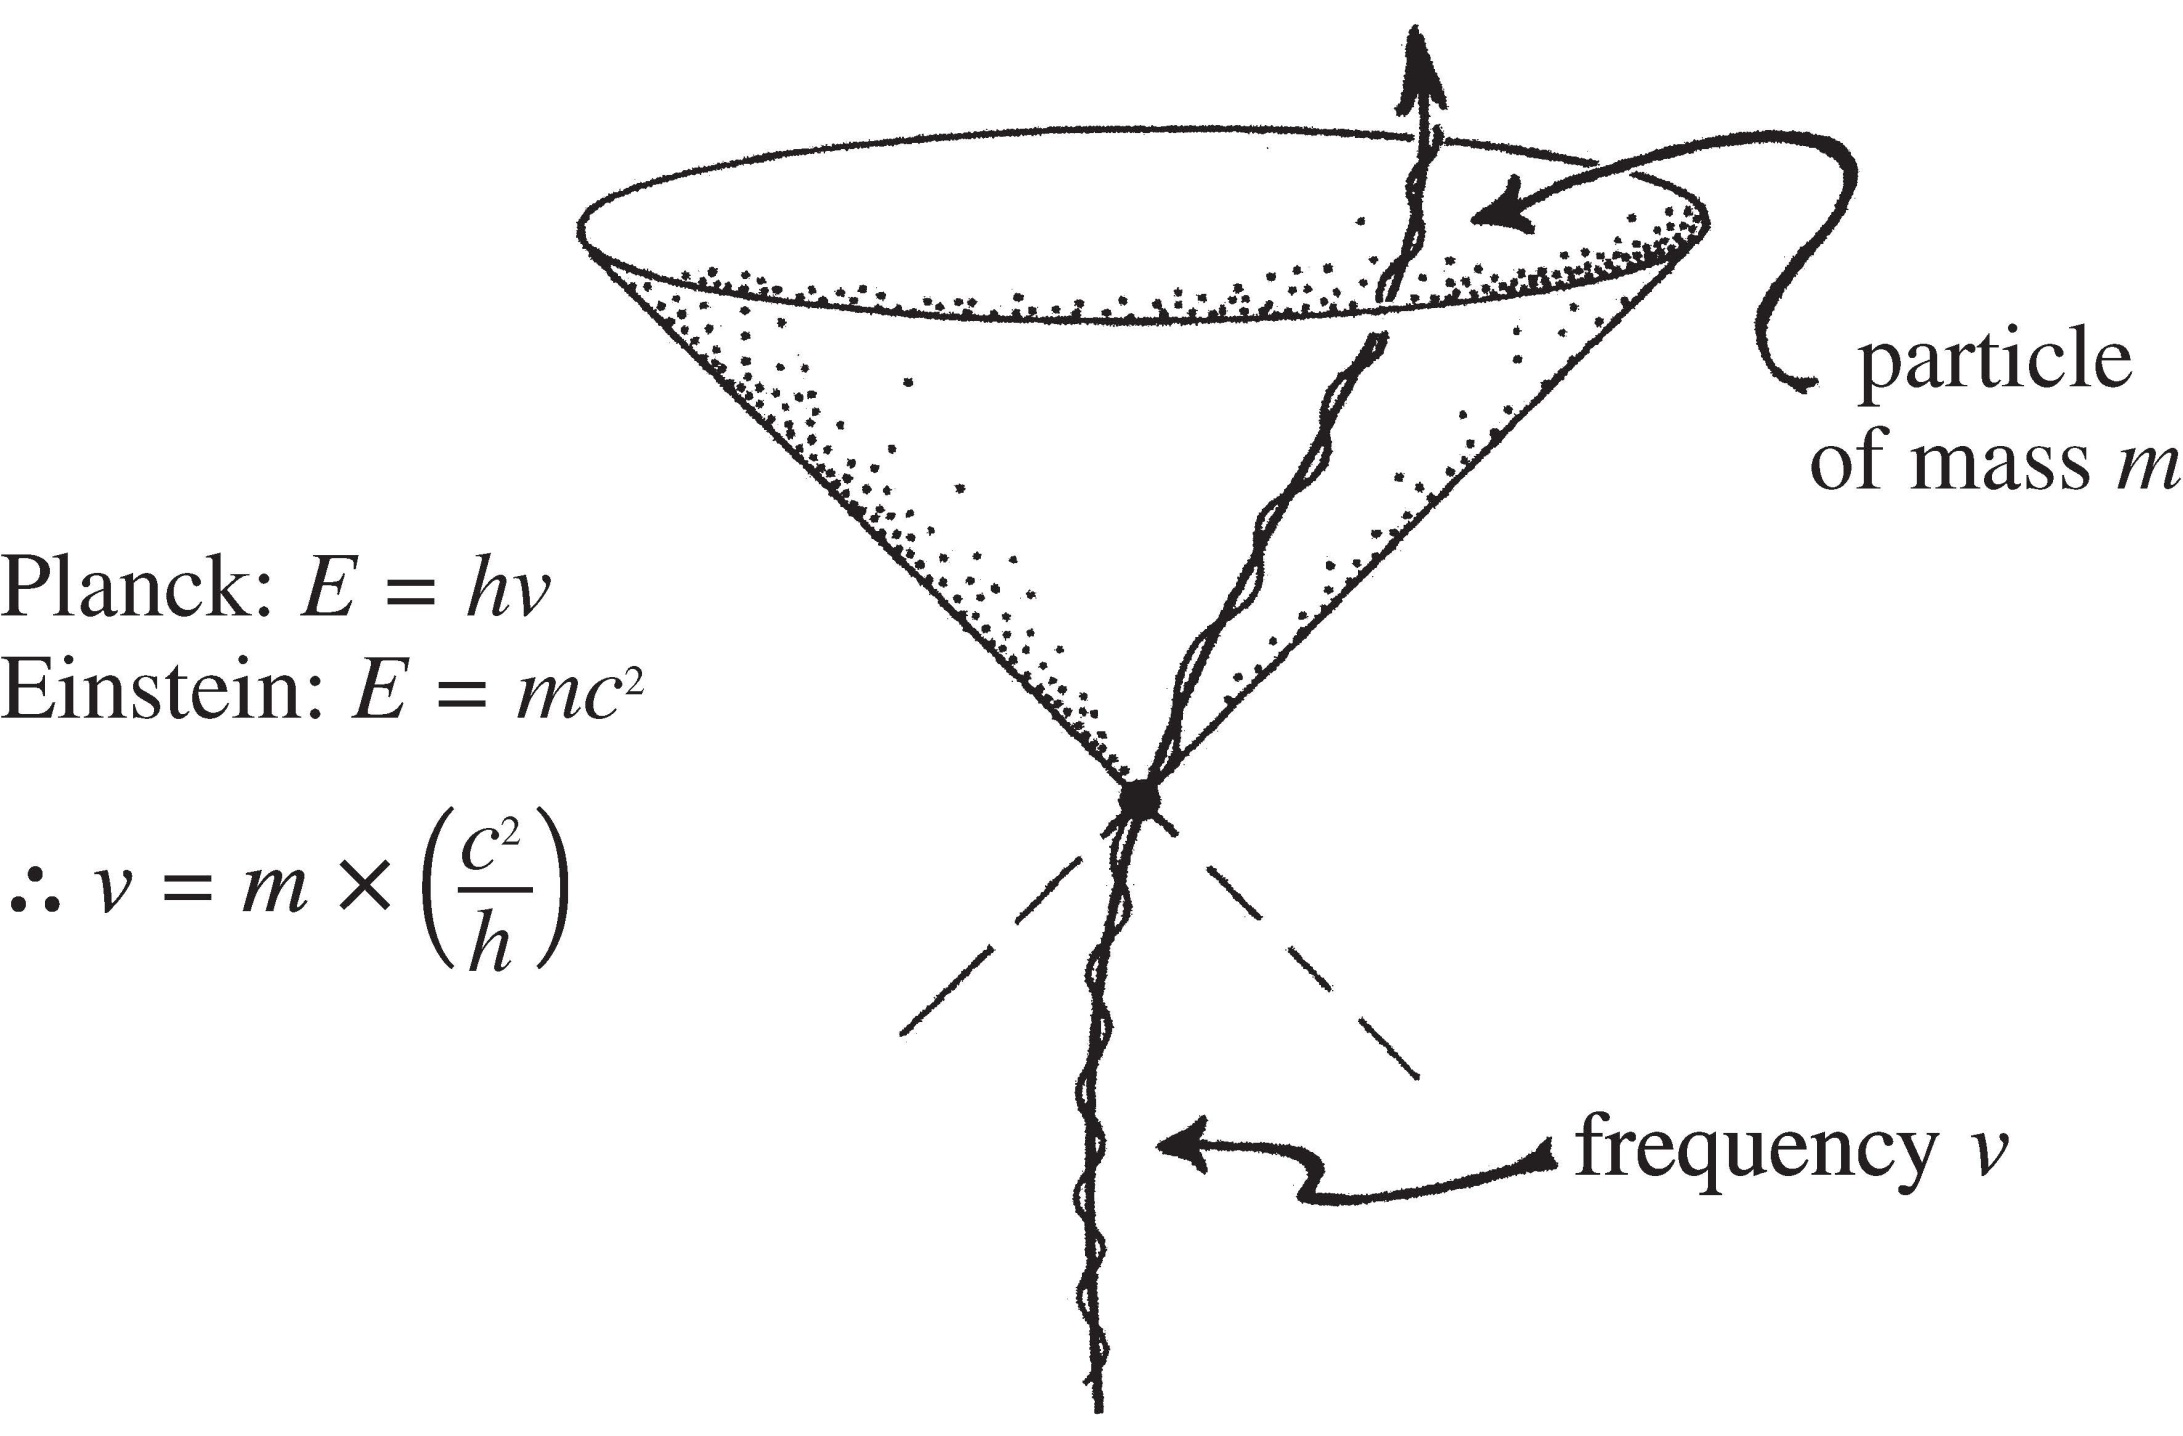 particle
of mass m
Planck: E = hν
Einstein: E = mc²
∴ ν = m × (c²/h)
frequency ν